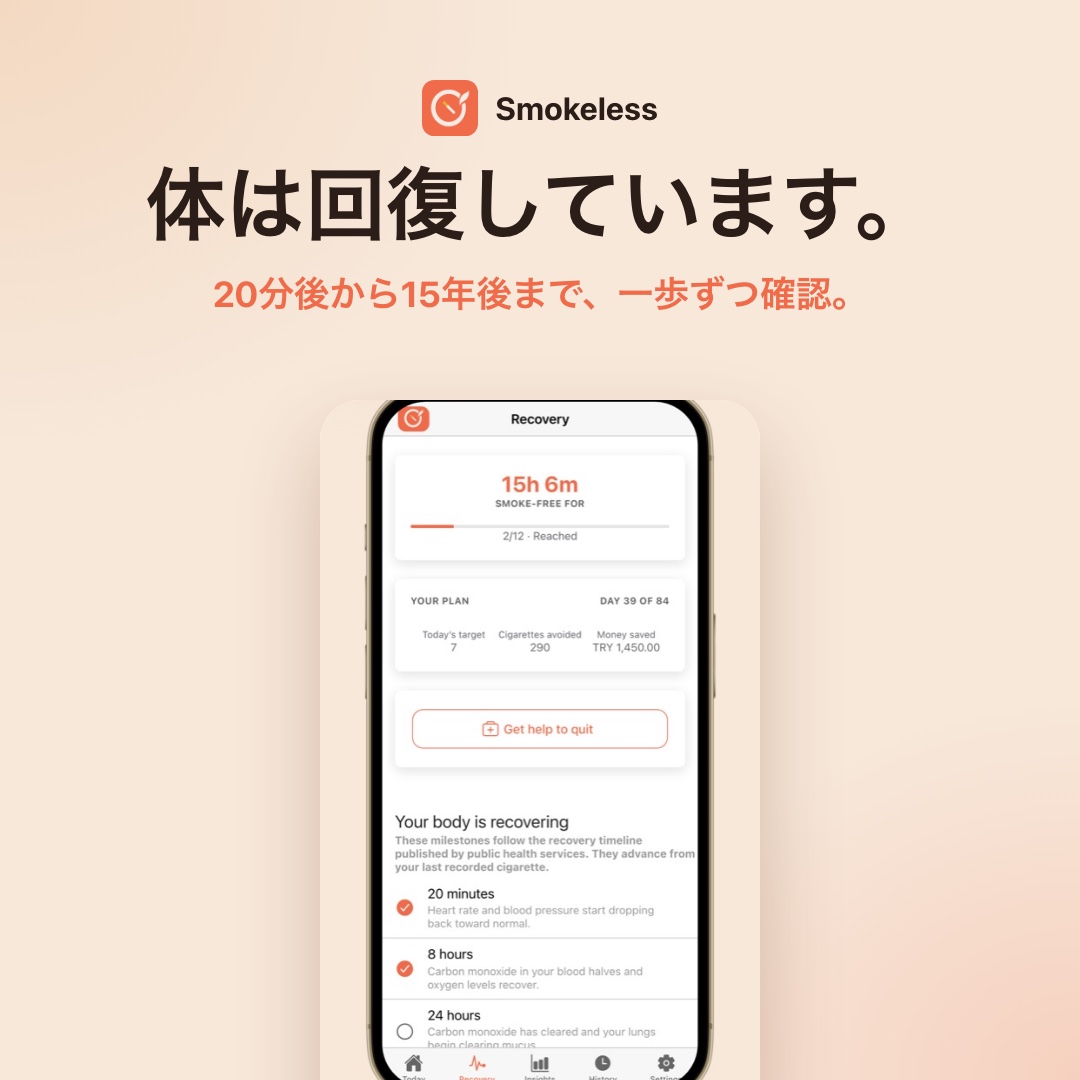 Smokeless
体は回復しています。
20分後から15年後まで、一歩ずつ確認。
Recovery
15h 6m
SMOKE-FREE FOR
2/12 · Reached
YOUR PLAN DAY 39 OF 84
Today's target Cigarettes avoided Money saved
7 290 TRY 1,450.00
Get help to quit
Your body is recovering
These milestones follow the recovery timeline
published by public health services. They advance from
your last recorded cigarette.
20 minutes
Heart rate and blood pressure start dropping
back toward normal.
8 hours
Carbon monoxide in your blood halves and
oxygen levels recover.
24 hours
Carbon monoxide has cleared and your lungs
begin clearing mucus.
Today Recovery Insights History Settings